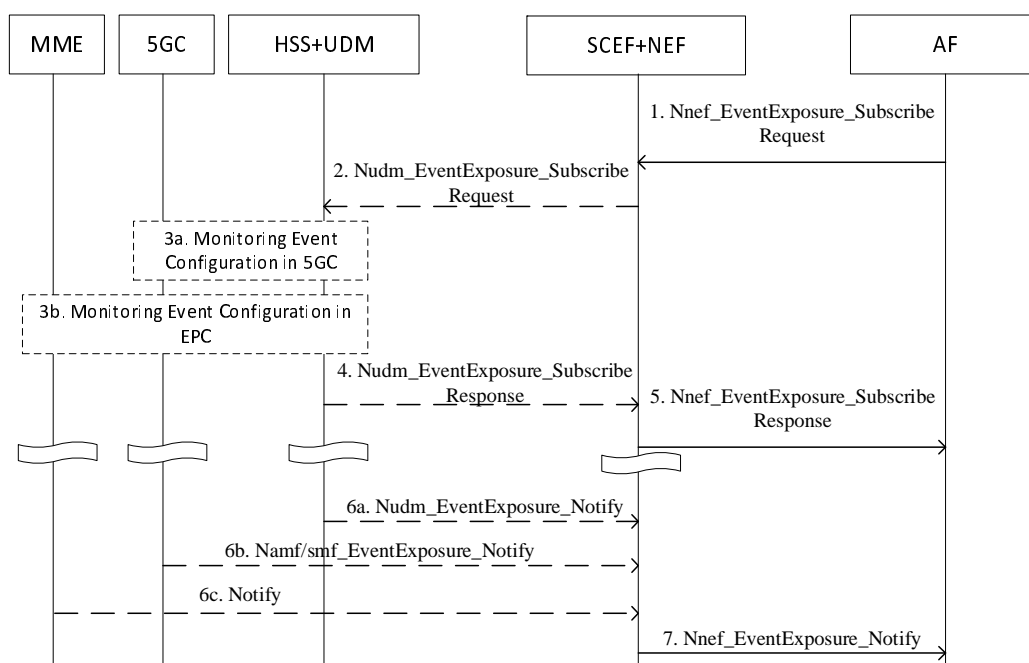 MME
5GC
HSS+UDM
SCEF+NEF
AF
1. Nnef_EventExposure_Subscribe
Request
2. Nudm_EventExposure_Subscribe
Request
3a. Monitoring Event
Configuration in 5GC
3b. Monitoring Event Configuration in
EPC
4. Nudm_EventExposure_Subscribe
Response
5. Nnef_EventExposure_Subscribe
Response
6a. Nudm_EventExposure_Notify
6b. Namf/smf_EventExposure_Notify
6c. Notify
7. Nnef_EventExposure_Notify